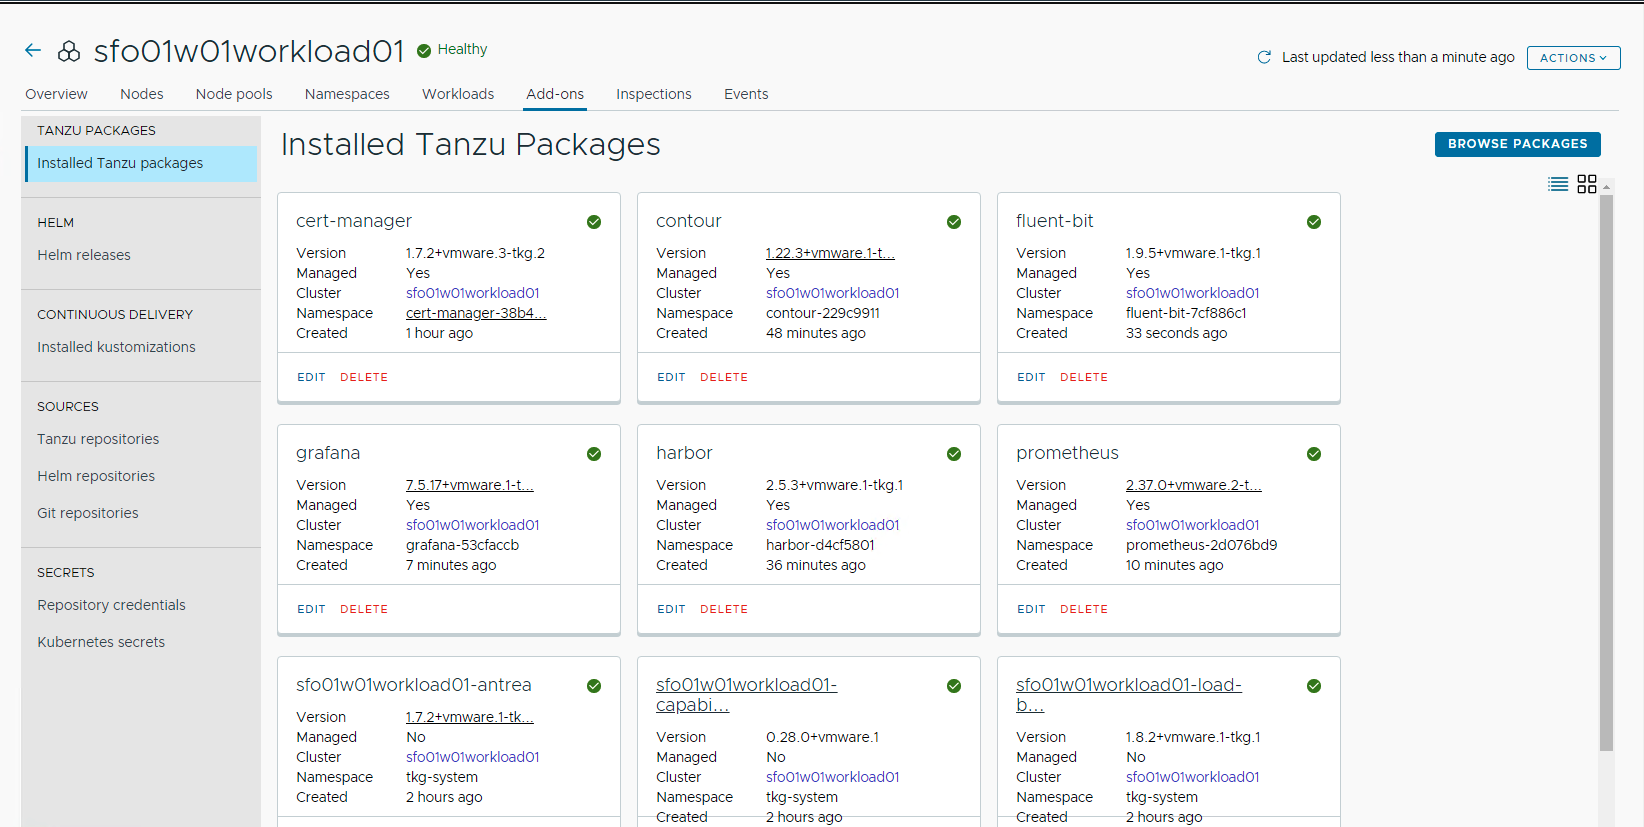 sfo01w01workload01 Healthy
Last updated less than a minute ago ACTIONS
Overview Nodes Node pools Namespaces Workloads Add-ons Inspections Events
TANZU PACKAGES
Installed Tanzu packages
HELM
Helm releases
CONTINUOUS DELIVERY
Installed kustomizations
SOURCES
Tanzu repositories
Helm repositories
Git repositories
SECRETS
Repository credentials
Kubernetes secrets
Installed Tanzu Packages
BROWSE PACKAGES
cert-manager
Version 1.7.2+vmware.3-tkg.2
Managed Yes
Cluster sfo01w01workload01
Namespace cert-manager-38b4...
Created 1 hour ago
EDIT DELETE
contour
Version 1.22.3+vmware.1-t...
Managed Yes
Cluster sfo01w01workload01
Namespace contour-229c9911
Created 48 minutes ago
EDIT DELETE
fluent-bit
Version 1.9.5+vmware.1-tkg.1
Managed Yes
Cluster sfo01w01workload01
Namespace fluent-bit-7cf886c1
Created 33 seconds ago
EDIT DELETE
grafana
Version 7.5.17+vmware.1-t...
Managed Yes
Cluster sfo01w01workload01
Namespace grafana-53cfaccb
Created 7 minutes ago
EDIT DELETE
harbor
Version 2.5.3+vmware.1-tkg.1
Managed Yes
Cluster sfo01w01workload01
Namespace harbor-d4cf5801
Created 36 minutes ago
EDIT DELETE
prometheus
Version 2.37.0+vmware.2-t...
Managed Yes
Cluster sfo01w01workload01
Namespace prometheus-2d076bd9
Created 10 minutes ago
EDIT DELETE
sfo01w01workload01-antrea
Version 1.7.2+vmware.1-tk...
Managed No
Cluster sfo01w01workload01
Namespace tkg-system
Created 2 hours ago
sfo01w01workload01-
capabi...
Version 0.28.0+vmware.1
Managed No
Cluster sfo01w01workload01
Namespace tkg-system
Created 2 hours ago
sfo01w01workload01-load-
b...
Version 1.8.2+vmware.1-tkg.1
Managed No
Cluster sfo01w01workload01
Namespace tkg-system
Created 2 hours ago